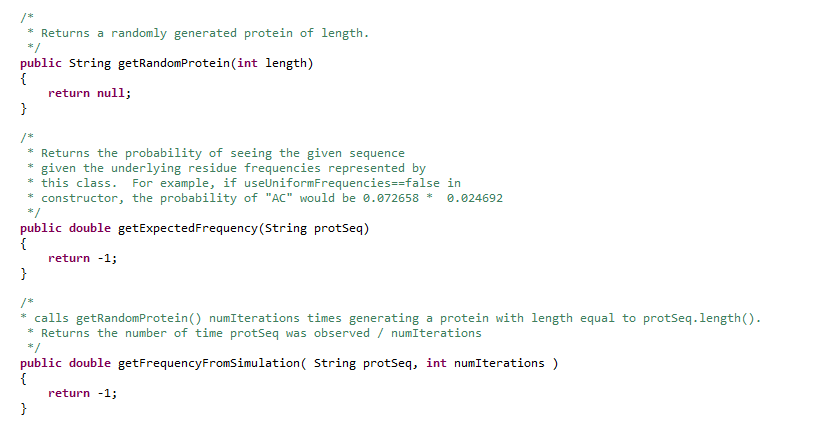 /*
 * Returns a randomly generated protein of length.
 */
public String getRandomProtein(int length)
{
    return null;
}
/*
 * Returns the probability of seeing the given sequence
 * given the underlying residue frequencies represented by
 * this class.  For example, if useUniformFrequencies==false in
 * constructor, the probability of "AC" would be 0.072658 *  0.024692
 */
public double getExpectedFrequency(String protSeq)
{
    return -1;
}
/*
* calls getRandomProtein() numIterations times generating a protein with length equal to protSeq.length().
 * Returns the number of time protSeq was observed / numIterations
 */
public double getFrequencyFromSimulation( String protSeq, int numIterations )
{
    return -1;
}